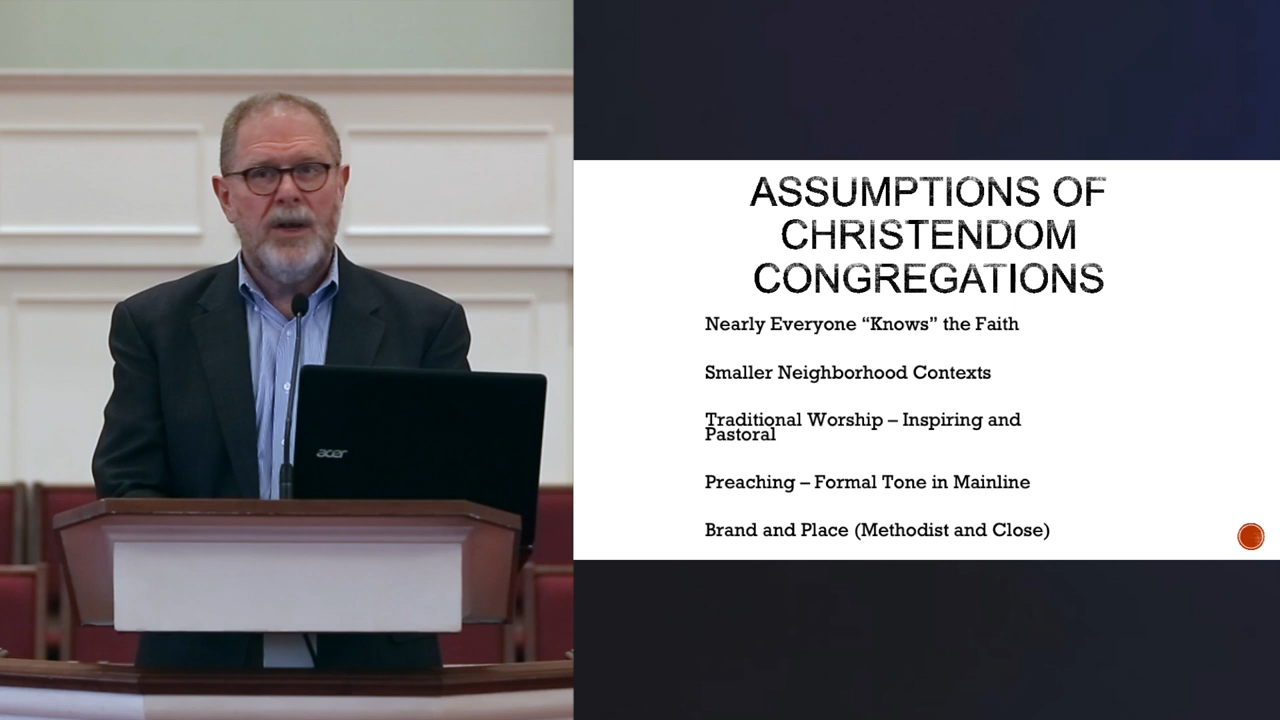 ASSUMPTIONS OF
CHRISTENDOM
CONGREGATIONS
Nearly Everyone “Knows” the Faith
Smaller Neighborhood Contexts
Traditional Worship – Inspiring and
Pastoral
Preaching – Formal Tone in Mainline
Brand and Place (Methodist and Close)
acer